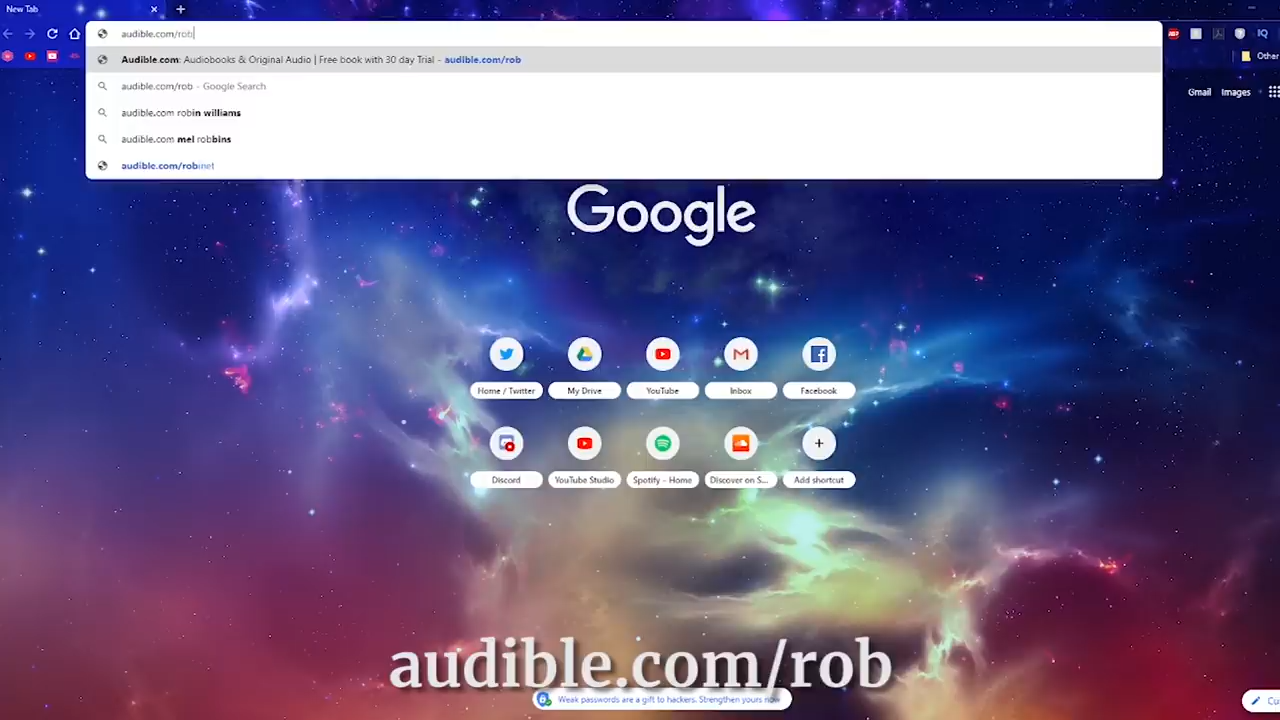 New Tab
audible.com/rob
Audible.com: Audiobooks & Original Audio | Free book with 30 day Trial - audible.com/rob
audible.com/rob - Google Search
audible.com robin williams
audible.com mel robbins
audible.com/robinet
Other
Gmail Images
Google
Home / Twitter My Drive YouTube Inbox Facebook
Discord YouTube Studio Spotify – Home Discover on S... Add shortcut
audible.com/rob
Weak passwords are a gift to hackers. Strengthen yours now